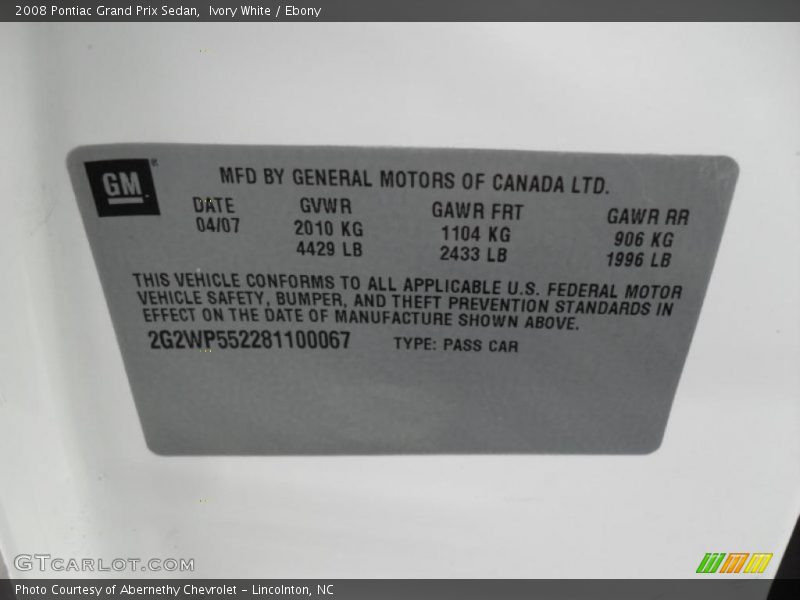 2008 Pontiac Grand Prix Sedan,  Ivory White / Ebony
GM
MFD BY GENERAL MOTORS OF CANADA LTD.
DATE GVWR GAWR FRT GAWR RR
04/07 2010 KG 1104 KG 906 KG
4429 LB 2433 LB 1996 LB
THIS VEHICLE CONFORMS TO ALL APPLICABLE U.S. FEDERAL MOTOR
VEHICLE SAFETY, BUMPER, AND THEFT PREVENTION STANDARDS IN
EFFECT ON THE DATE OF MANUFACTURE SHOWN ABOVE.
2G2WP552281100067 TYPE: PASS CAR
GTCARLOT.COM
Photo Courtesy of Abernethy Chevrolet - Lincolnton, NC